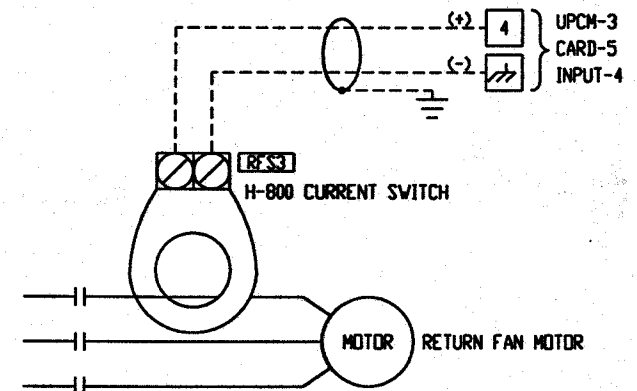 (+) 4 UPCM-3
CARD-5
(-) INPUT-4
RFS3
H-800 CURRENT SWITCH
MOTOR RETURN FAN MOTOR